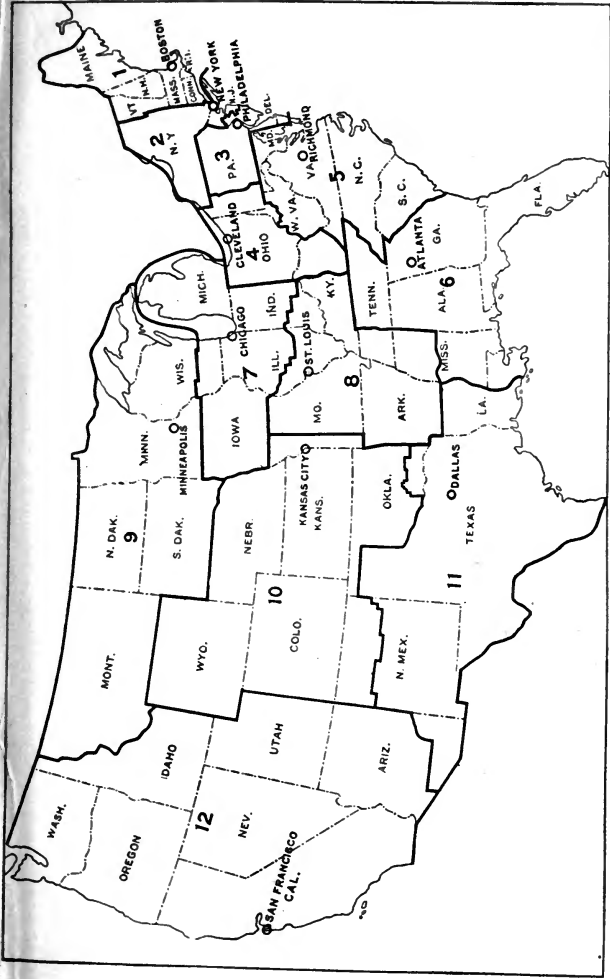 WASH.
OREGON
IDAHO
MONT.
12
NEV.
UTAH
SAN FRANCISCO
CAL.
ARIZ.
WYO.
COLO.
10
N. MEX.
N. DAK.
9
S. DAK.
NEBR.
KANSAS CITY
KANS.
OKLA.
TEXAS
11
DALLAS
MINN.
MINNEAPOLIS
WIS.
IOWA
MO.
8
ARK.
LA.
MICH.
CHICAGO
7
ILL.
IND.
ST. LOUIS
KY.
TENN.
MISS.
ALA.
6
ATLANTA
GA.
FLA.
CLEVELAND
4
OHIO
W. VA.
VA.
RICHMOND
5
N.C.
S.C.
3
PA.
MD.
DEL.
N.J.
PHILADELPHIA
NEW YORK
2
N.Y.
VT.
N.H.
1
MAINE
MASS.
BOSTON
CONN.
R.I.